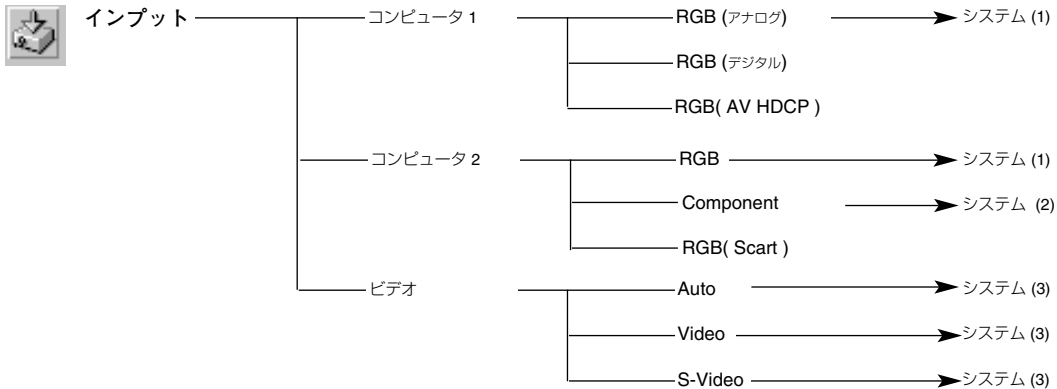 インプット コンピュータ 1 RGB (アナログ) システム (1)
RGB (デジタル)
RGB( AV HDCP )
コンピュータ 2 RGB システム (1)
Component システム (2)
RGB( Scart )
ビデオ Auto システム (3)
Video システム (3)
S-Video システム (3)